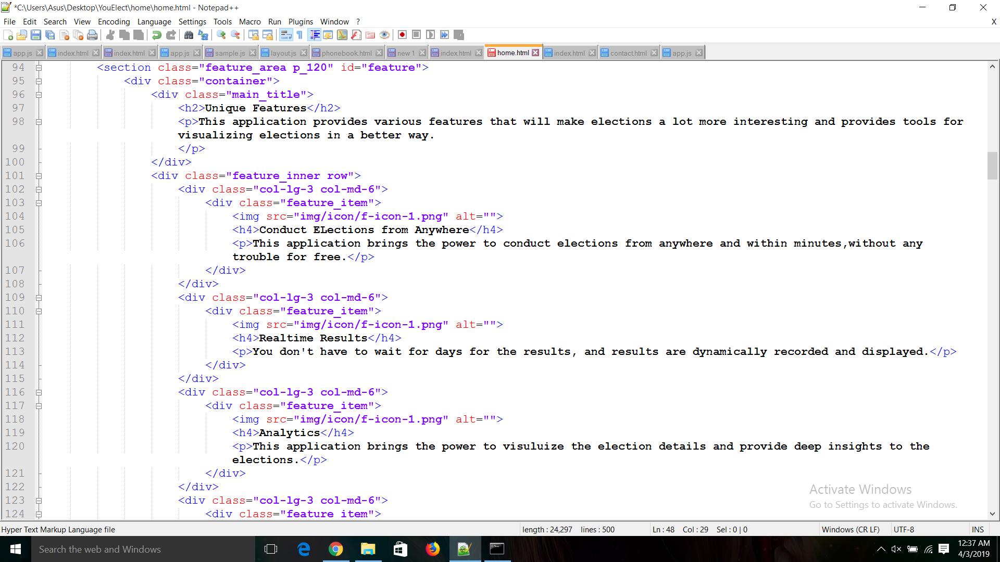 *C:\Users\Asus\Desktop\YouElect\home\home.html - Notepad++
File Edit Search View Encoding Language Settings Tools Macro Run Plugins Window ? X
app.js index.html index.html app.js sample.js layout.js phonebook.html new 1 index.html home.html index.html contact.html app.js
94 <section class="feature_area p_120" id="feature">
95 <div class="container">
96 <div class="main_title">
97 <h2>Unique Features</h2>
98 <p>This application provides various features that will make elections a lot more interesting and provides tools for
visualizing elections in a better way.
99 </p>
100 </div>
101 <div class="feature_inner row">
102 <div class="col-lg-3 col-md-6">
103 <div class="feature_item">
104 <img src="img/icon/f-icon-1.png" alt="">
105 <h4>Conduct ELections from Anywhere</h4>
106 <p>This application brings the power to conduct elections from anywhere and within minutes,without any
trouble for free.</p>
107 </div>
108 </div>
109 <div class="col-lg-3 col-md-6">
110 <div class="feature_item">
111 <img src="img/icon/f-icon-1.png" alt="">
112 <h4>Realtime Results</h4>
113 <p>You don't have to wait for days for the results, and results are dynamically recorded and displayed.</p>
114 </div>
115 </div>
116 <div class="col-lg-3 col-md-6">
117 <div class="feature_item">
118 <img src="img/icon/f-icon-1.png" alt="">
119 <h4>Analytics</h4>
120 <p>This application brings the power to visuluize the election details and provide deep insights to the
elections.</p>
121 </div>
122 </div>
123 <div class="col-lg-3 col-md-6">
124 <div class="feature_item">
Activate Windows
Go to Settings to activate Windows.
Hyper Text Markup Language file length : 24,297 lines : 500 Ln : 48 Col : 29 Sel : 0 | 0 Windows (CR LF) UTF-8 INS
Search the web and Windows
12:37 AM
4/3/2019